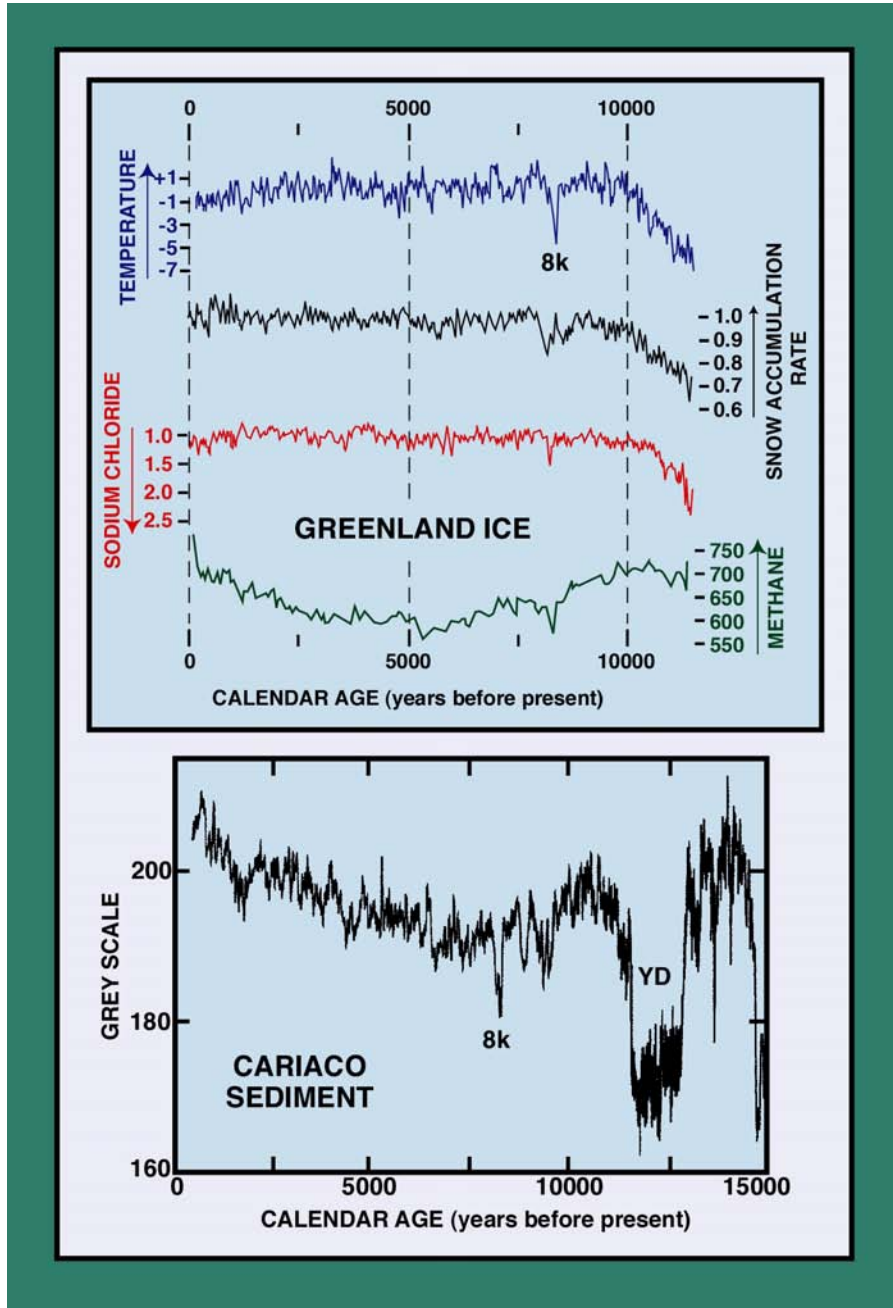 0 5000 10000
TEMPERATURE
+1
-1
-3
-5
-7
8k
SNOW ACCUMULATION
RATE
1.0
0.9
0.8
0.7
0.6
SODIUM CHLORIDE
1.0
1.5
2.0
2.5
GREENLAND ICE
METHANE
750
700
650
600
550
0 5000 10000
CALENDAR AGE (years before present)
GREY SCALE
200
180
160
YD
8k
CARIACO
SEDIMENT
0 5000 10000 15000
CALENDAR AGE (years before present)